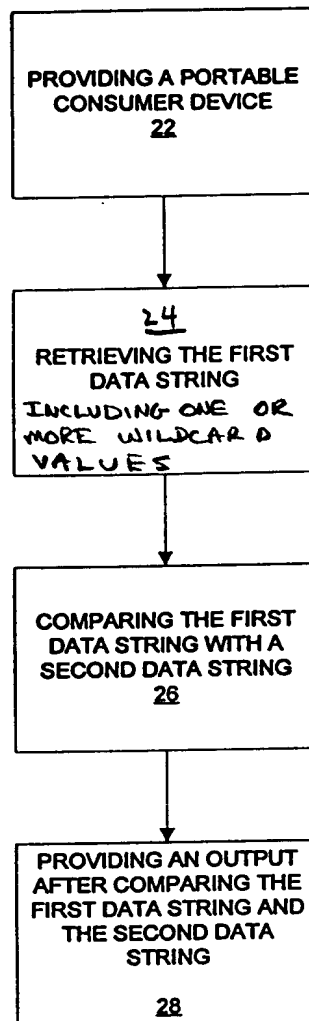 PROVIDING A PORTABLE
CONSUMER DEVICE
22
24
RETRIEVING THE FIRST
DATA STRING
INCLUDING ONE OR
MORE WILDCARD
VALUES
COMPARING THE FIRST
DATA STRING WITH A
SECOND DATA STRING
26
PROVIDING AN OUTPUT
AFTER COMPARING THE
FIRST DATA STRING AND
THE SECOND DATA
STRING
28